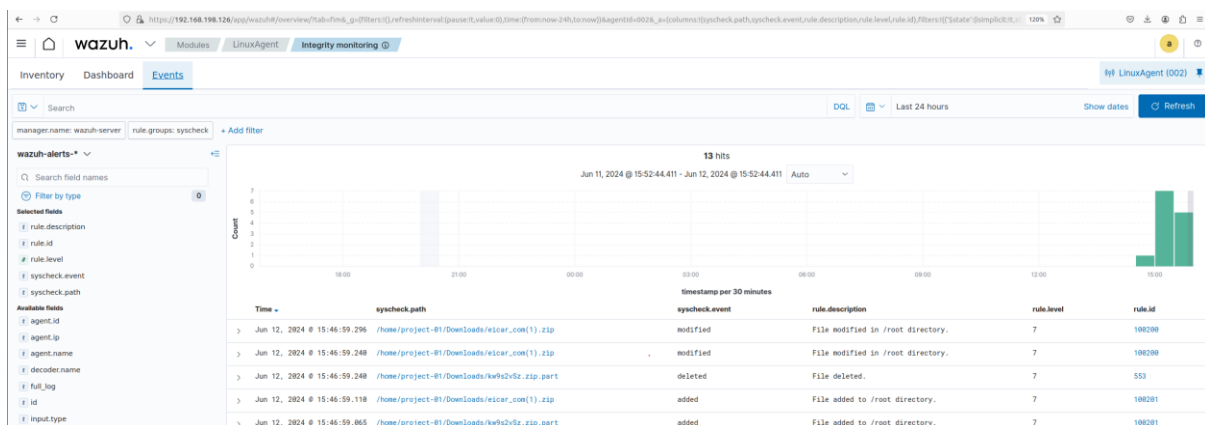 https://192.168.198.126/app/wazuh#/overview/?tab=fim&_g=(filters:!(),refreshInterval:(pause:!t,value:0),time:(from:now-24h,to:now))&agentId=002&_a=(columns:!(syscheck.path,syscheck.event,rule.description,rule.level,rule.id),filters:!(('$state':(isImplicit:!t, 120%
wazuh. Modules LinuxAgent Integrity monitoring a
Inventory Dashboard Events LinuxAgent (002)
Search DQL Last 24 hours Show dates Refresh
manager.name: wazuh-server rule.groups: syscheck + Add filter
wazuh-alerts-*
Search field names
Filter by type 0
Selected fields
t rule.description
t rule.id
# rule.level
t syscheck.event
t syscheck.path
Available fields
t agent.id
t agent.ip
t agent.name
t decoder.name
t full_log
t id
t input.type
13 hits
Jun 11, 2024 @ 15:52:44.411 - Jun 12, 2024 @ 15:52:44.411 Auto
Count
7
6
5
4
3
2
1
0
18:00 21:00 00:00 03:00 06:00 09:00 12:00 15:00
timestamp per 30 minutes
Time syscheck.path syscheck.event rule.description rule.level rule.id
Jun 12, 2024 @ 15:46:59.296 /home/project-01/Downloads/eicar_com(1).zip modified File modified in /root directory. 7 100200
Jun 12, 2024 @ 15:46:59.240 /home/project-01/Downloads/eicar_com(1).zip modified File modified in /root directory. 7 100200
Jun 12, 2024 @ 15:46:59.240 /home/project-01/Downloads/kw9s2vSz.zip.part deleted File deleted. 7 553
Jun 12, 2024 @ 15:46:59.110 /home/project-01/Downloads/eicar_com(1).zip added File added to /root directory. 7 100201
Jun 12, 2024 @ 15:46:59.065 /home/project-01/Downloads/kw9s2vSz.zip.part added File added to /root directory. 7 100201